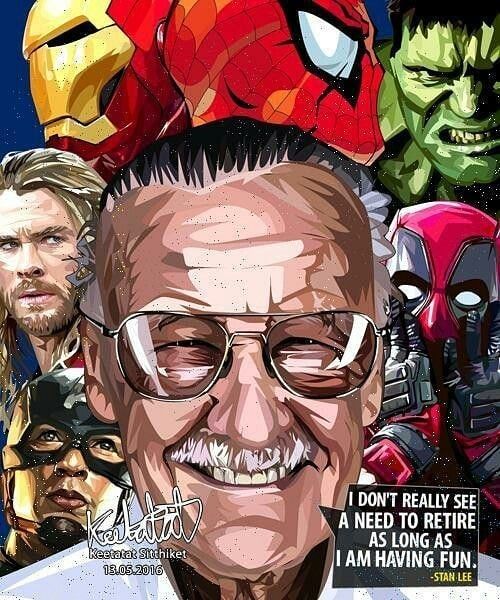 I DON'T REALLY SEE
A NEED TO RETIRE
AS LONG AS
I AM HAVING FUN.
-STAN LEE
Keetatat
Keetatat Sitthiket
13.05.2016